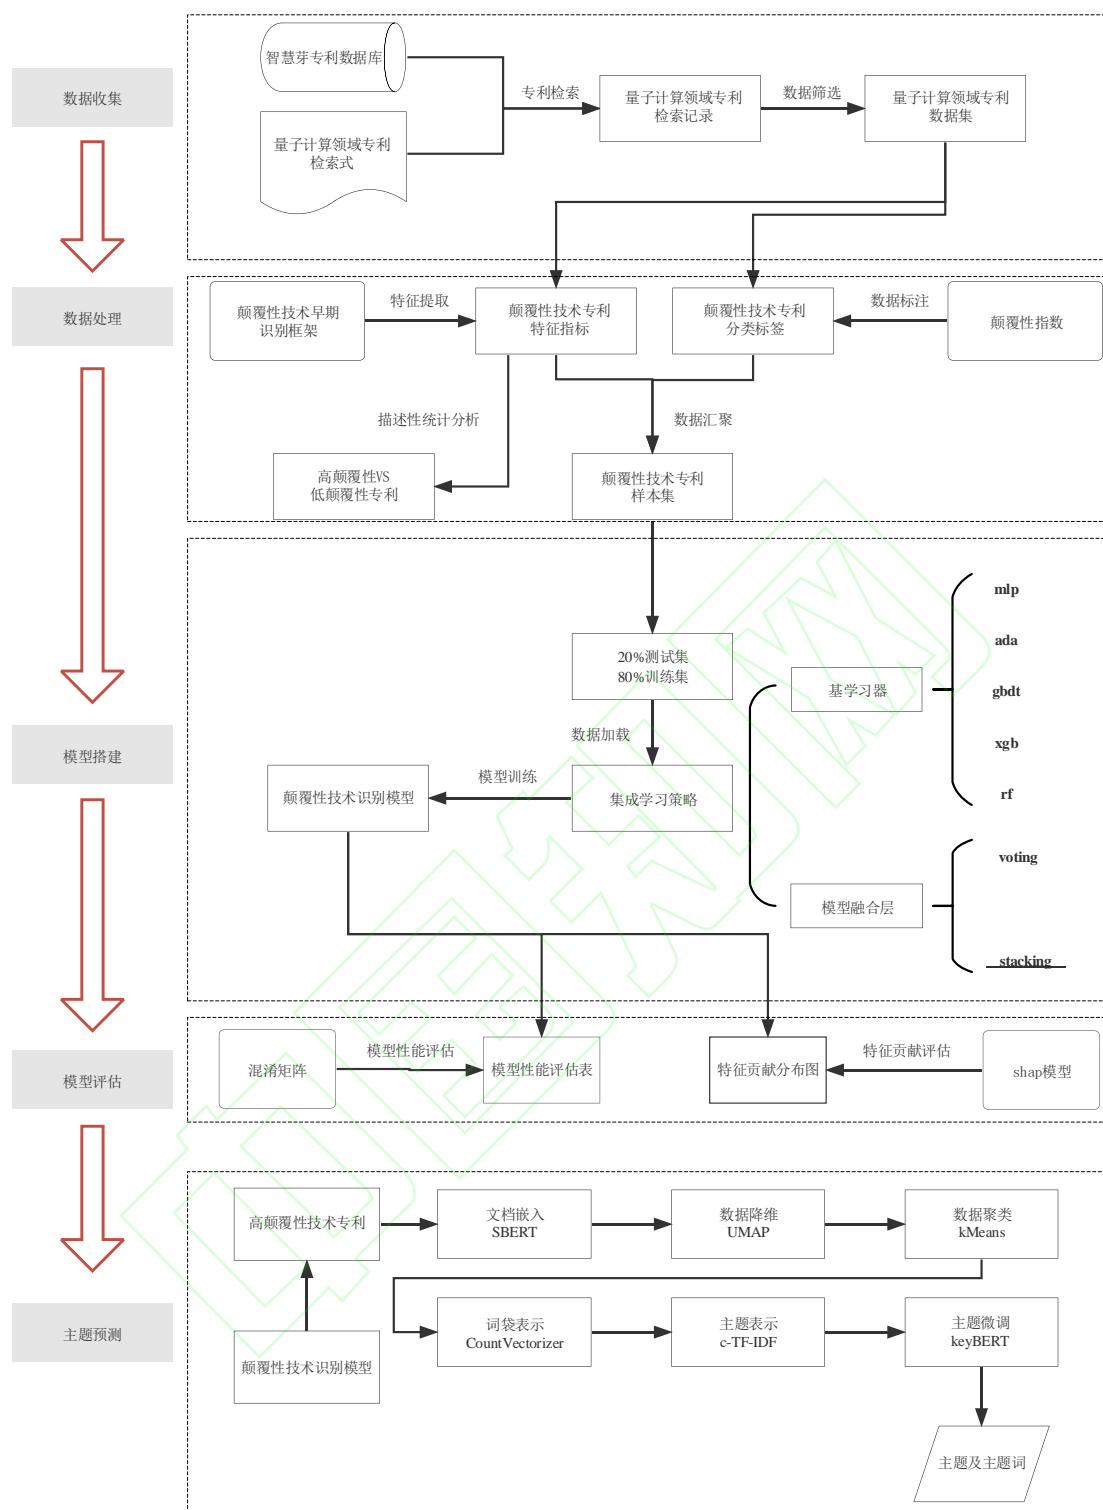 数据收集
智慧芽专利数据库
量子计算领域专利
检索式
专利检索
量子计算领域专利
检索记录
数据筛选
量子计算领域专利
数据集
数据处理
颠覆性技术早期
识别框架
特征提取
颠覆性技术专利
特征指标
颠覆性技术专利
分类标签
数据标注
颠覆性指数
描述性统计分析
数据汇聚
高颠覆性VS
低颠覆性专利
颠覆性技术专利
样本集
模型搭建
20%测试集
80%训练集
数据加载
集成学习策略
模型训练
颠覆性技术识别模型
基学习器
mlp
ada
gbdt
xgb
rf
模型融合层
voting
stacking
模型评估
混淆矩阵
模型性能评估
模型性能评估表
特征贡献分布图
特征贡献评估
shap模型
主题预测
高颠覆性技术专利
文档嵌入
SBERT
数据降维
UMAP
数据聚类
kMeans
颠覆性技术识别模型
词袋表示
CountVectorizer
主题表示
c-TF-IDF
主题微调
keyBERT
主题及主题词
中国知网